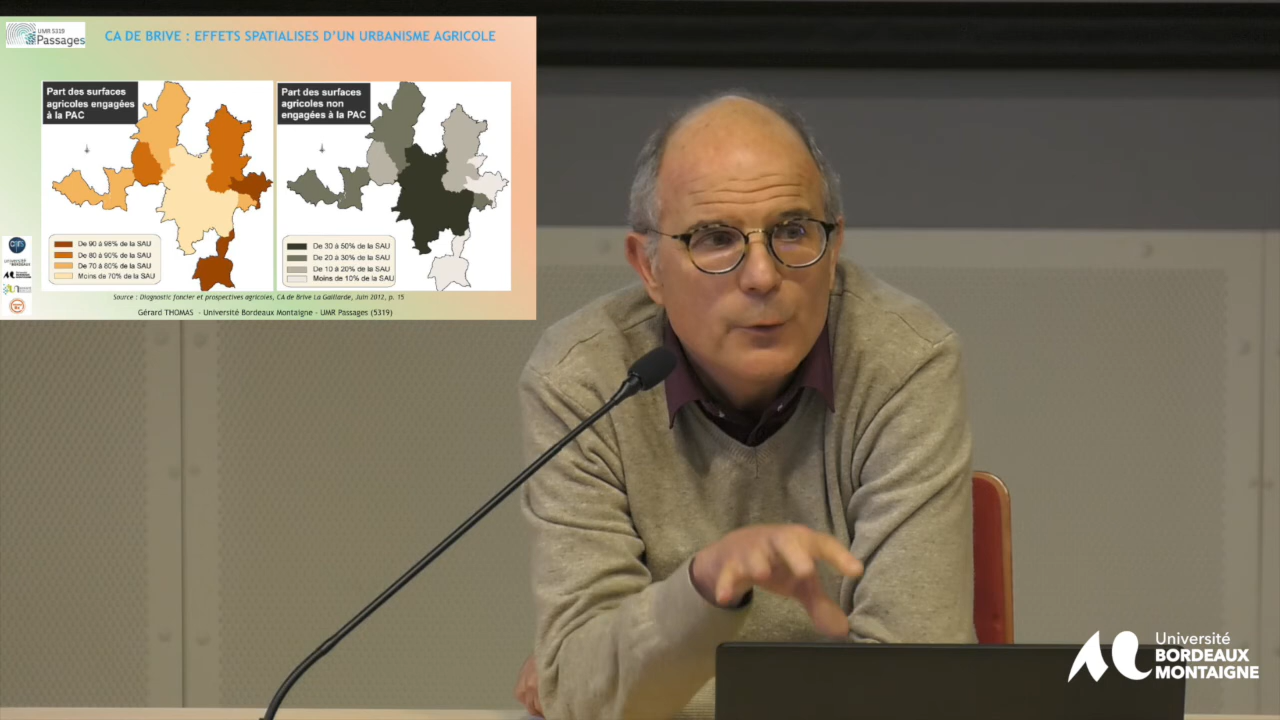 UMR 5319
Passages
CA DE BRIVE : EFFETS SPATIALISES D'UN URBANISME AGRICOLE
Part des surfaces
agricoles engagées
à la PAC
De 90 à 98% de la SAU
De 80 à 90% de la SAU
De 70 à 80% de la SAU
Moins de 70% de la SAU
Part des surfaces
agricoles non
engagées à la PAC
De 30 à 50% de la SAU
De 20 à 30% de la SAU
De 10 à 20% de la SAU
Moins de 10% de la SAU
Source : Diagnostic foncier et prospectives agricoles, CA de Brive La Gaillarde, Juin 2012, p. 15
Gérard THOMAS - Université Bordeaux Montaigne - UMR Passages (5319)
Université
BORDEAUX
MONTAIGNE